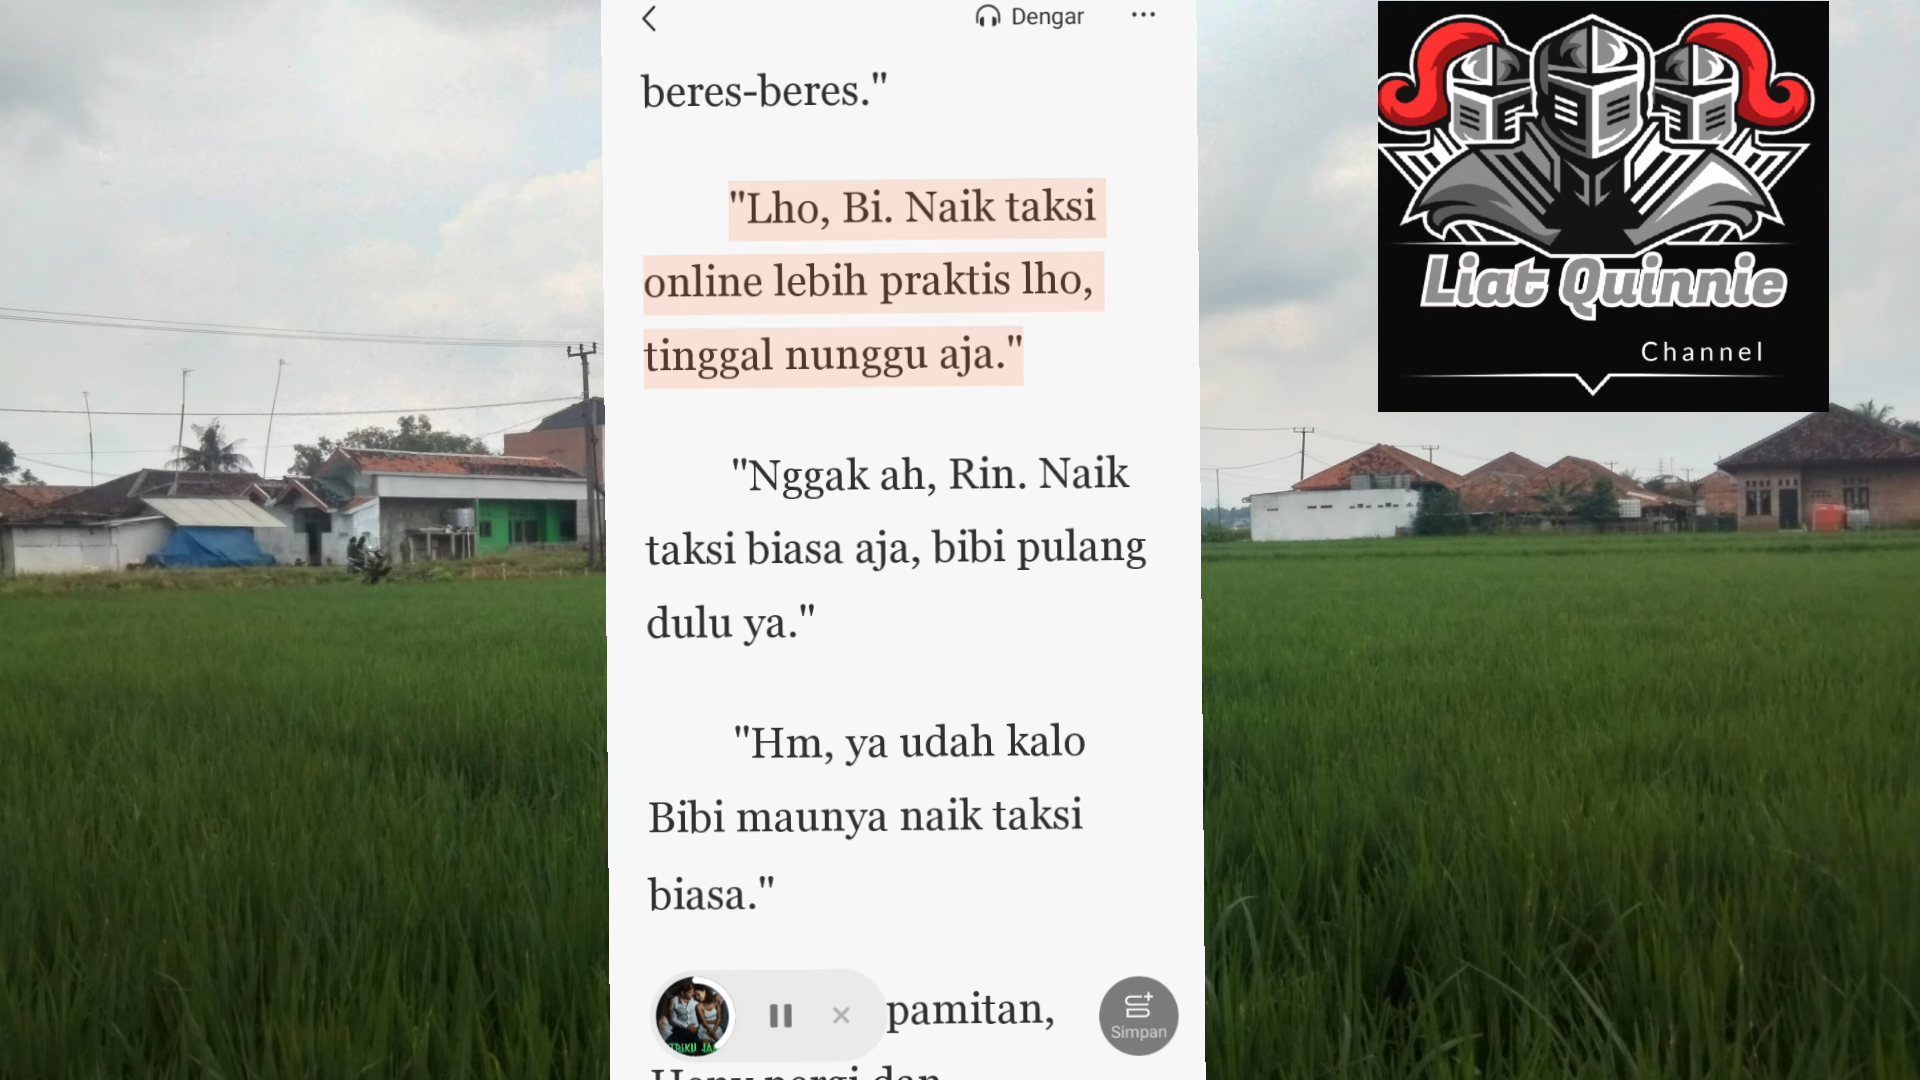 Dengar
beres-beres."
"Lho, Bi. Naik taksi
online lebih praktis lho,
tinggal nunggu aja."
"Nggak ah, Rin. Naik
taksi biasa aja, bibi pulang
dulu ya."
"Hm, ya udah kalo
Bibi maunya naik taksi
biasa."
pamitan,
Simpan
Liat Quinnie
Channel